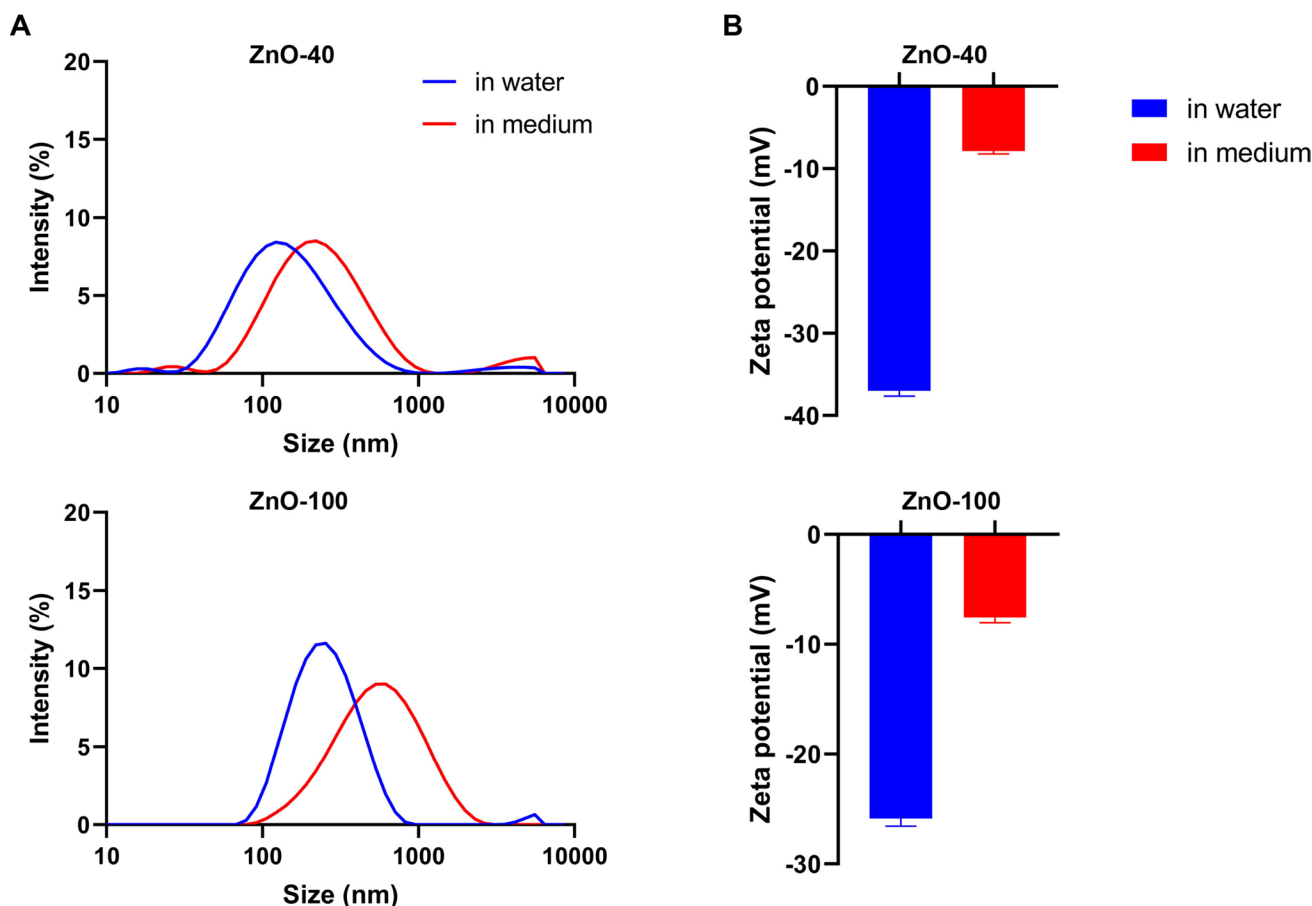 A
ZnO-40
in water
in medium
Intensity (%)
20
15
10
5
0
10
100
1000
10000
Size (nm)
ZnO-100
Intensity (%)
20
15
10
5
0
10
100
1000
10000
Size (nm)
B
ZnO-40
in water
in medium
Zeta potential (mV)
0
-10
-20
-30
-40
ZnO-100
Zeta potential (mV)
0
-10
-20
-30